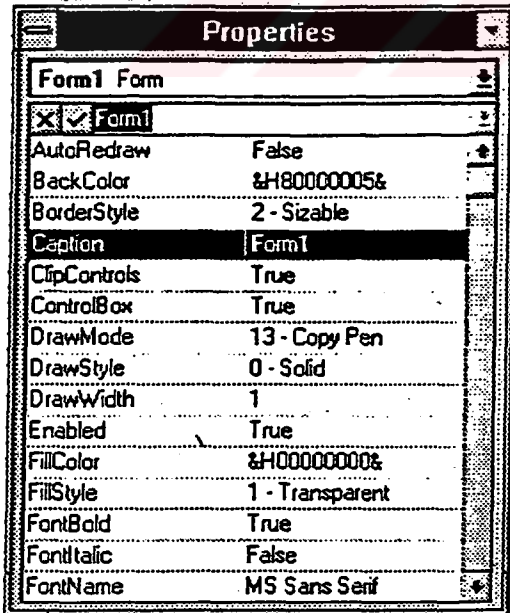 Properties
Form1 Form
Form1
AutoRedraw False
BackColor &H80000005&
BorderStyle 2 - Sizable
Caption Form1
ClipControls True
ControlBox True
DrawMode 13 - Copy Pen
DrawStyle 0 - Solid
DrawWidth 1
Enabled True
FillColor &H00000000&
FillStyle 1 - Transparent
FontBold True
FontItalic False
FontName MS Sans Serif